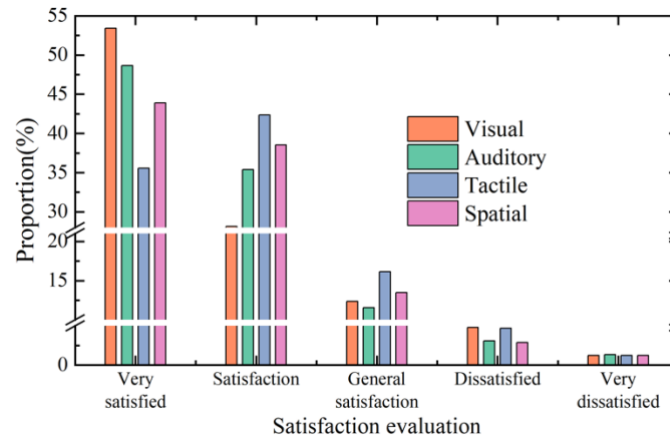 Proportion(%)
55
50
45
40
35
30
20
15
0
Visual
Auditory
Tactile
Spatial
Very
satisfied
Satisfaction
General
satisfaction
Dissatisfied
Very
dissatisfied
Satisfaction evaluation